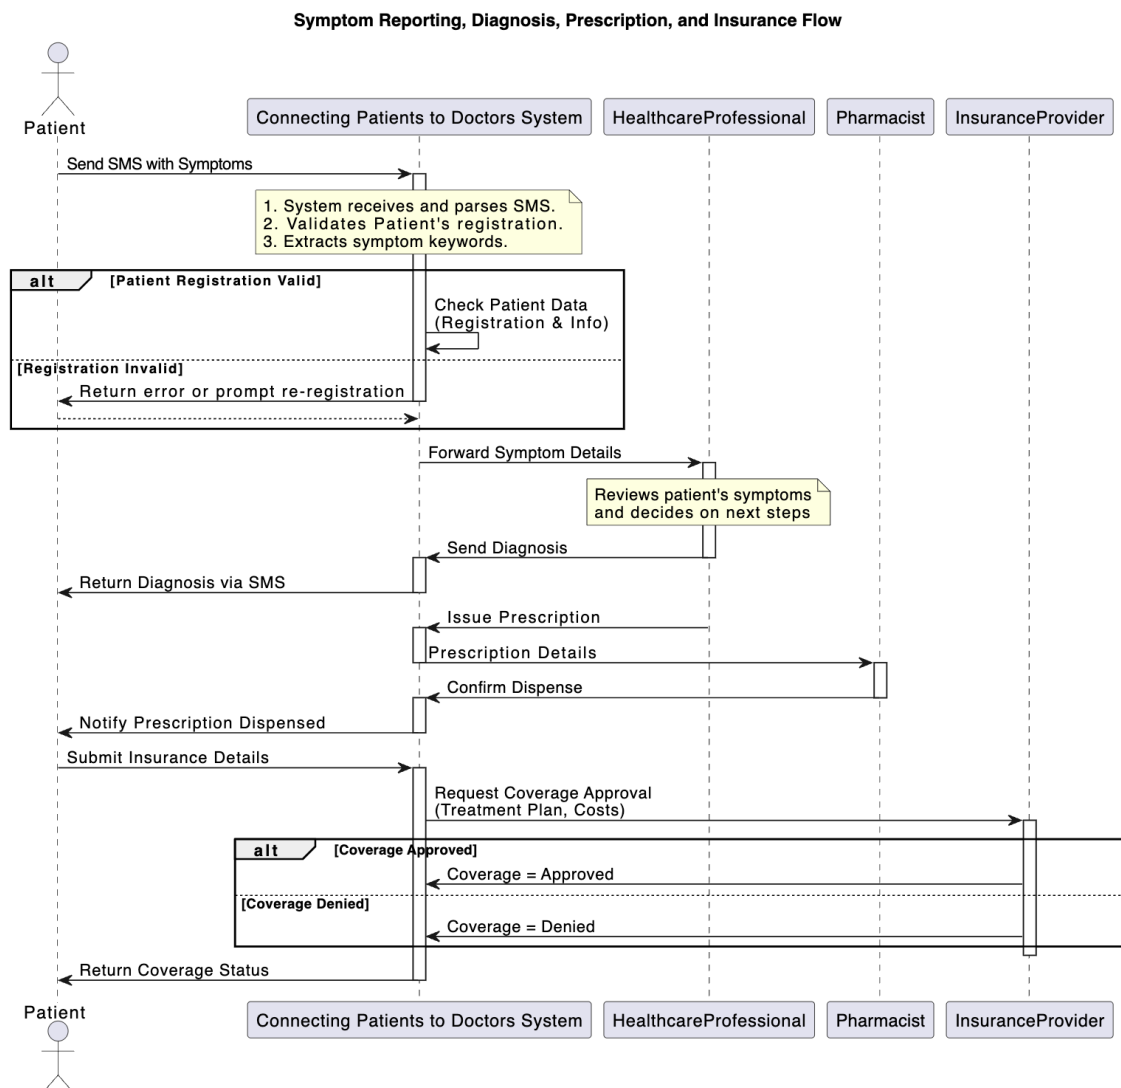 Symptom Reporting, Diagnosis, Prescription, and Insurance Flow
Patient
Connecting Patients to Doctors System
HealthcareProfessional
Pharmacist
InsuranceProvider
Send SMS with Symptoms
1. System receives and parses SMS.
2. Validates Patient's registration.
3. Extracts symptom keywords.
alt
[Patient Registration Valid]
Check Patient Data
(Registration & Info)
[Registration Invalid]
Return error or prompt re-registration
Forward Symptom Details
Reviews patient's symptoms
and decides on next steps
Send Diagnosis
Return Diagnosis via SMS
Issue Prescription
Prescription Details
Confirm Dispense
Notify Prescription Dispensed
Submit Insurance Details
Request Coverage Approval
(Treatment Plan, Costs)
alt
[Coverage Approved]
Coverage = Approved
[Coverage Denied]
Coverage = Denied
Return Coverage Status
Patient
Connecting Patients to Doctors System
HealthcareProfessional
Pharmacist
InsuranceProvider